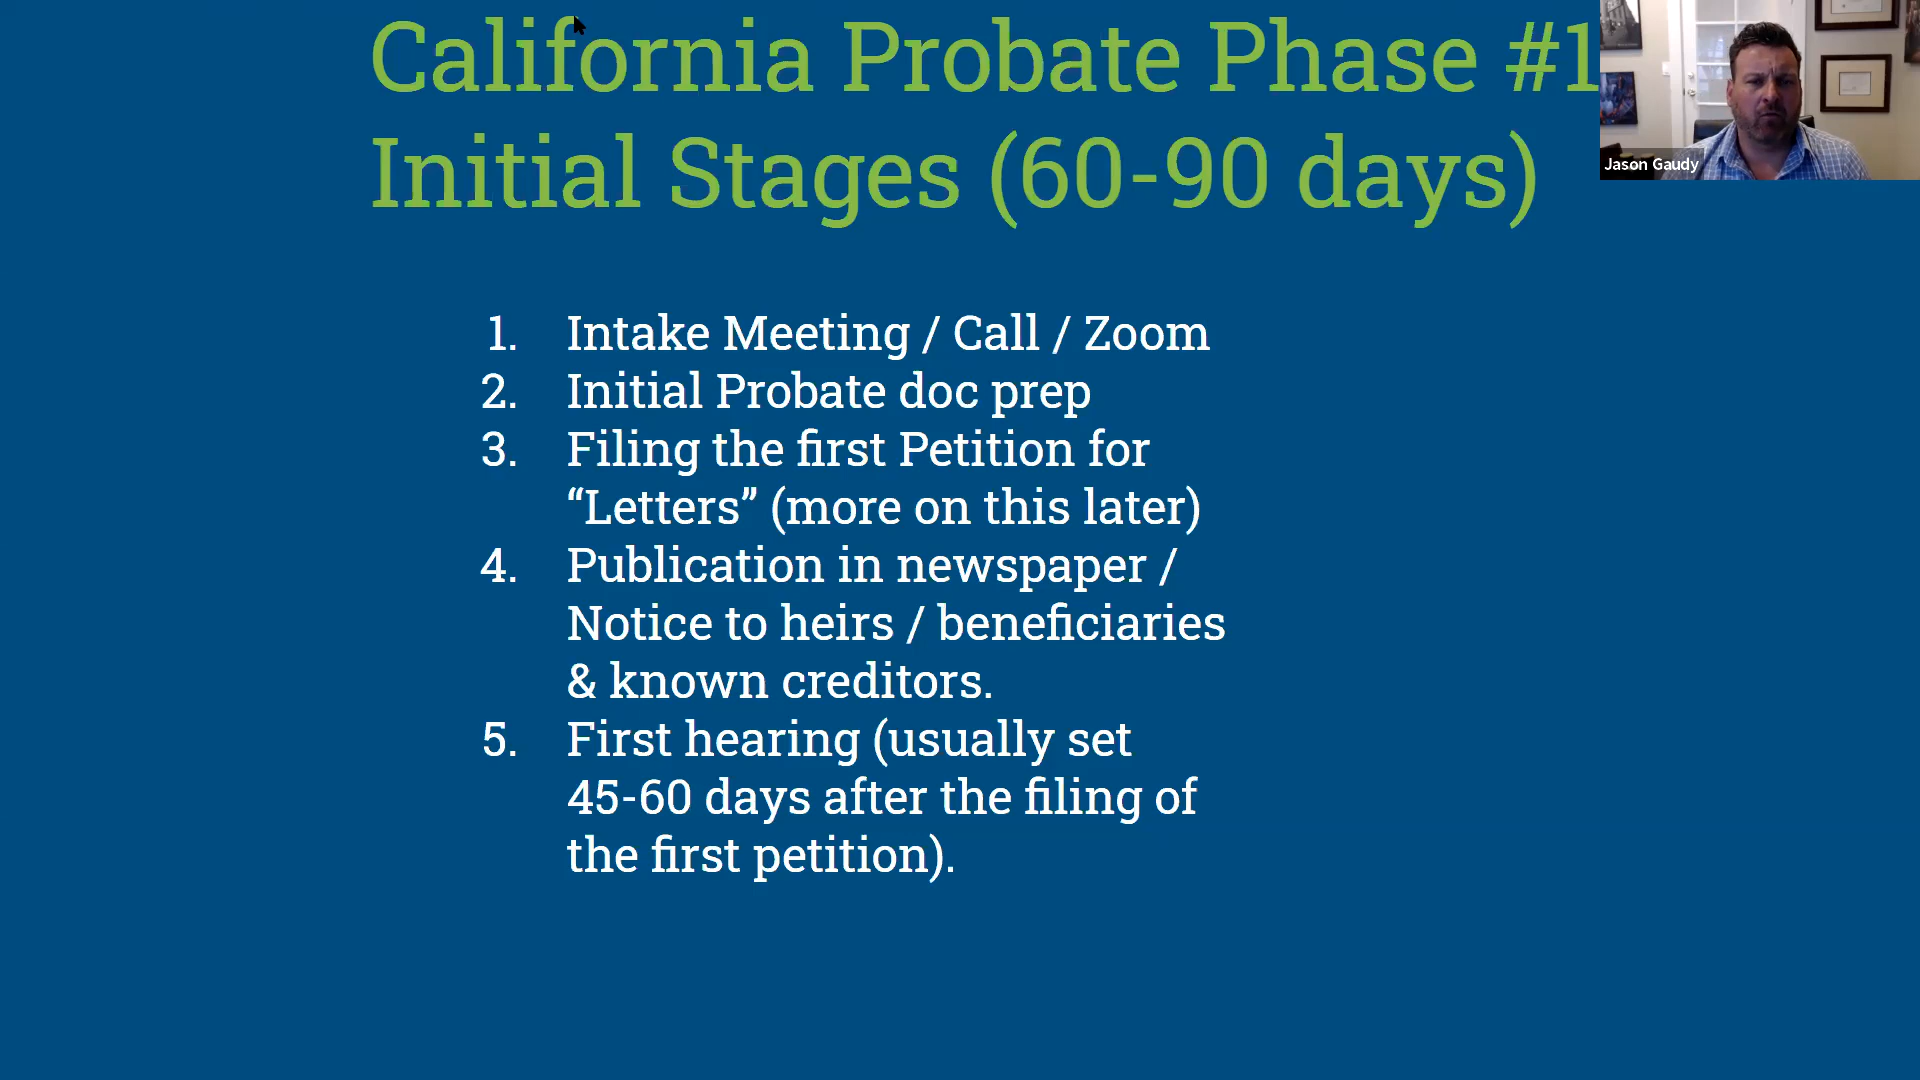 California Probate Phase #1
Initial Stages (60-90 days)
Jason Gaudy
1. Intake Meeting / Call / Zoom
2. Initial Probate doc prep
3. Filing the first Petition for
“Letters” (more on this later)
4. Publication in newspaper /
Notice to heirs / beneficiaries
& known creditors.
5. First hearing (usually set
45-60 days after the filing of
the first petition).